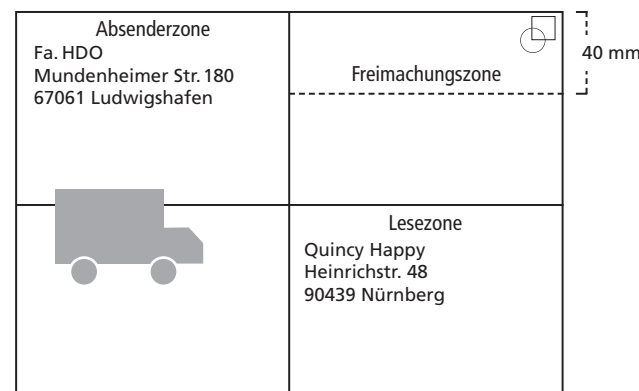 Absenderzone
Fa. HDO
Mundenheimer Str. 180
67061 Ludwigshafen
Freimachungszone
40 mm
Lesezone
Quincy Happy
Heinrichstr. 48
90439 Nürnberg